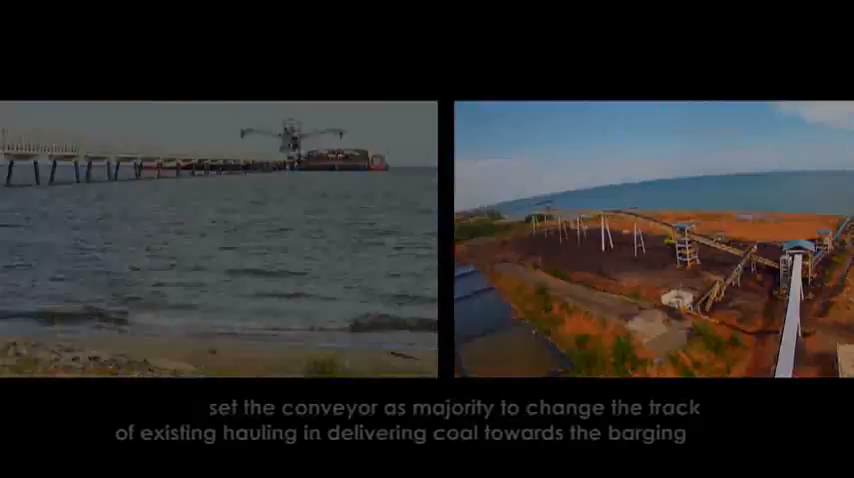 set the conveyor as majority to change the track
of existing hauling in delivering coal towards the barging